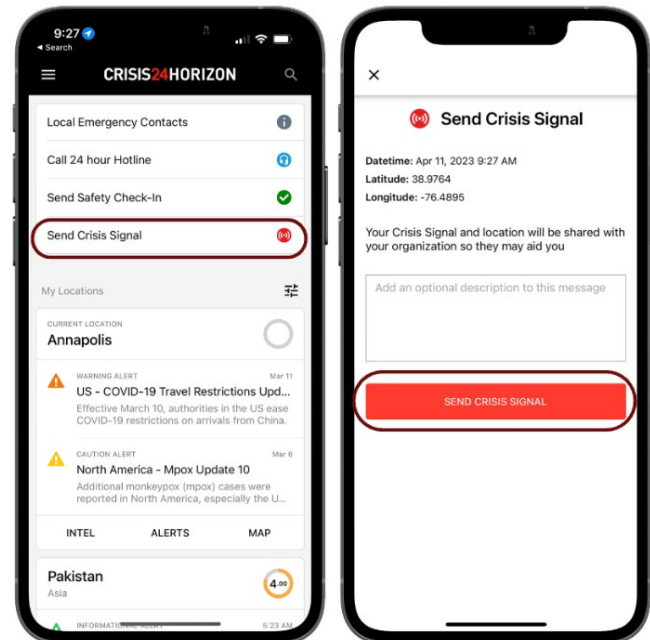 9:27
◄ Search
CRISIS24HORIZON
Local Emergency Contacts
Call 24 hour Hotline
Send Safety Check-In
Send Crisis Signal
My Locations
CURRENT LOCATION
Annapolis
WARNING ALERT Mar 11
US - COVID-19 Travel Restrictions Upd...
Effective March 10, authorities in the US ease
COVID-19 restrictions on arrivals from China.
CAUTION ALERT Mar 6
North America - Mpox Update 10
Additional monkeypox (mpox) cases were
reported in North America, especially the U...
INTEL ALERTS MAP
Pakistan
Asia
4.00
INFORMATIONAL ALERT 5:23 AM
Send Crisis Signal
Datetime: Apr 11, 2023 9:27 AM
Latitude: 38.9764
Longitude: -76.4895
Your Crisis Signal and location will be shared with
your organization so they may aid you
Add an optional description to this message
SEND CRISIS SIGNAL